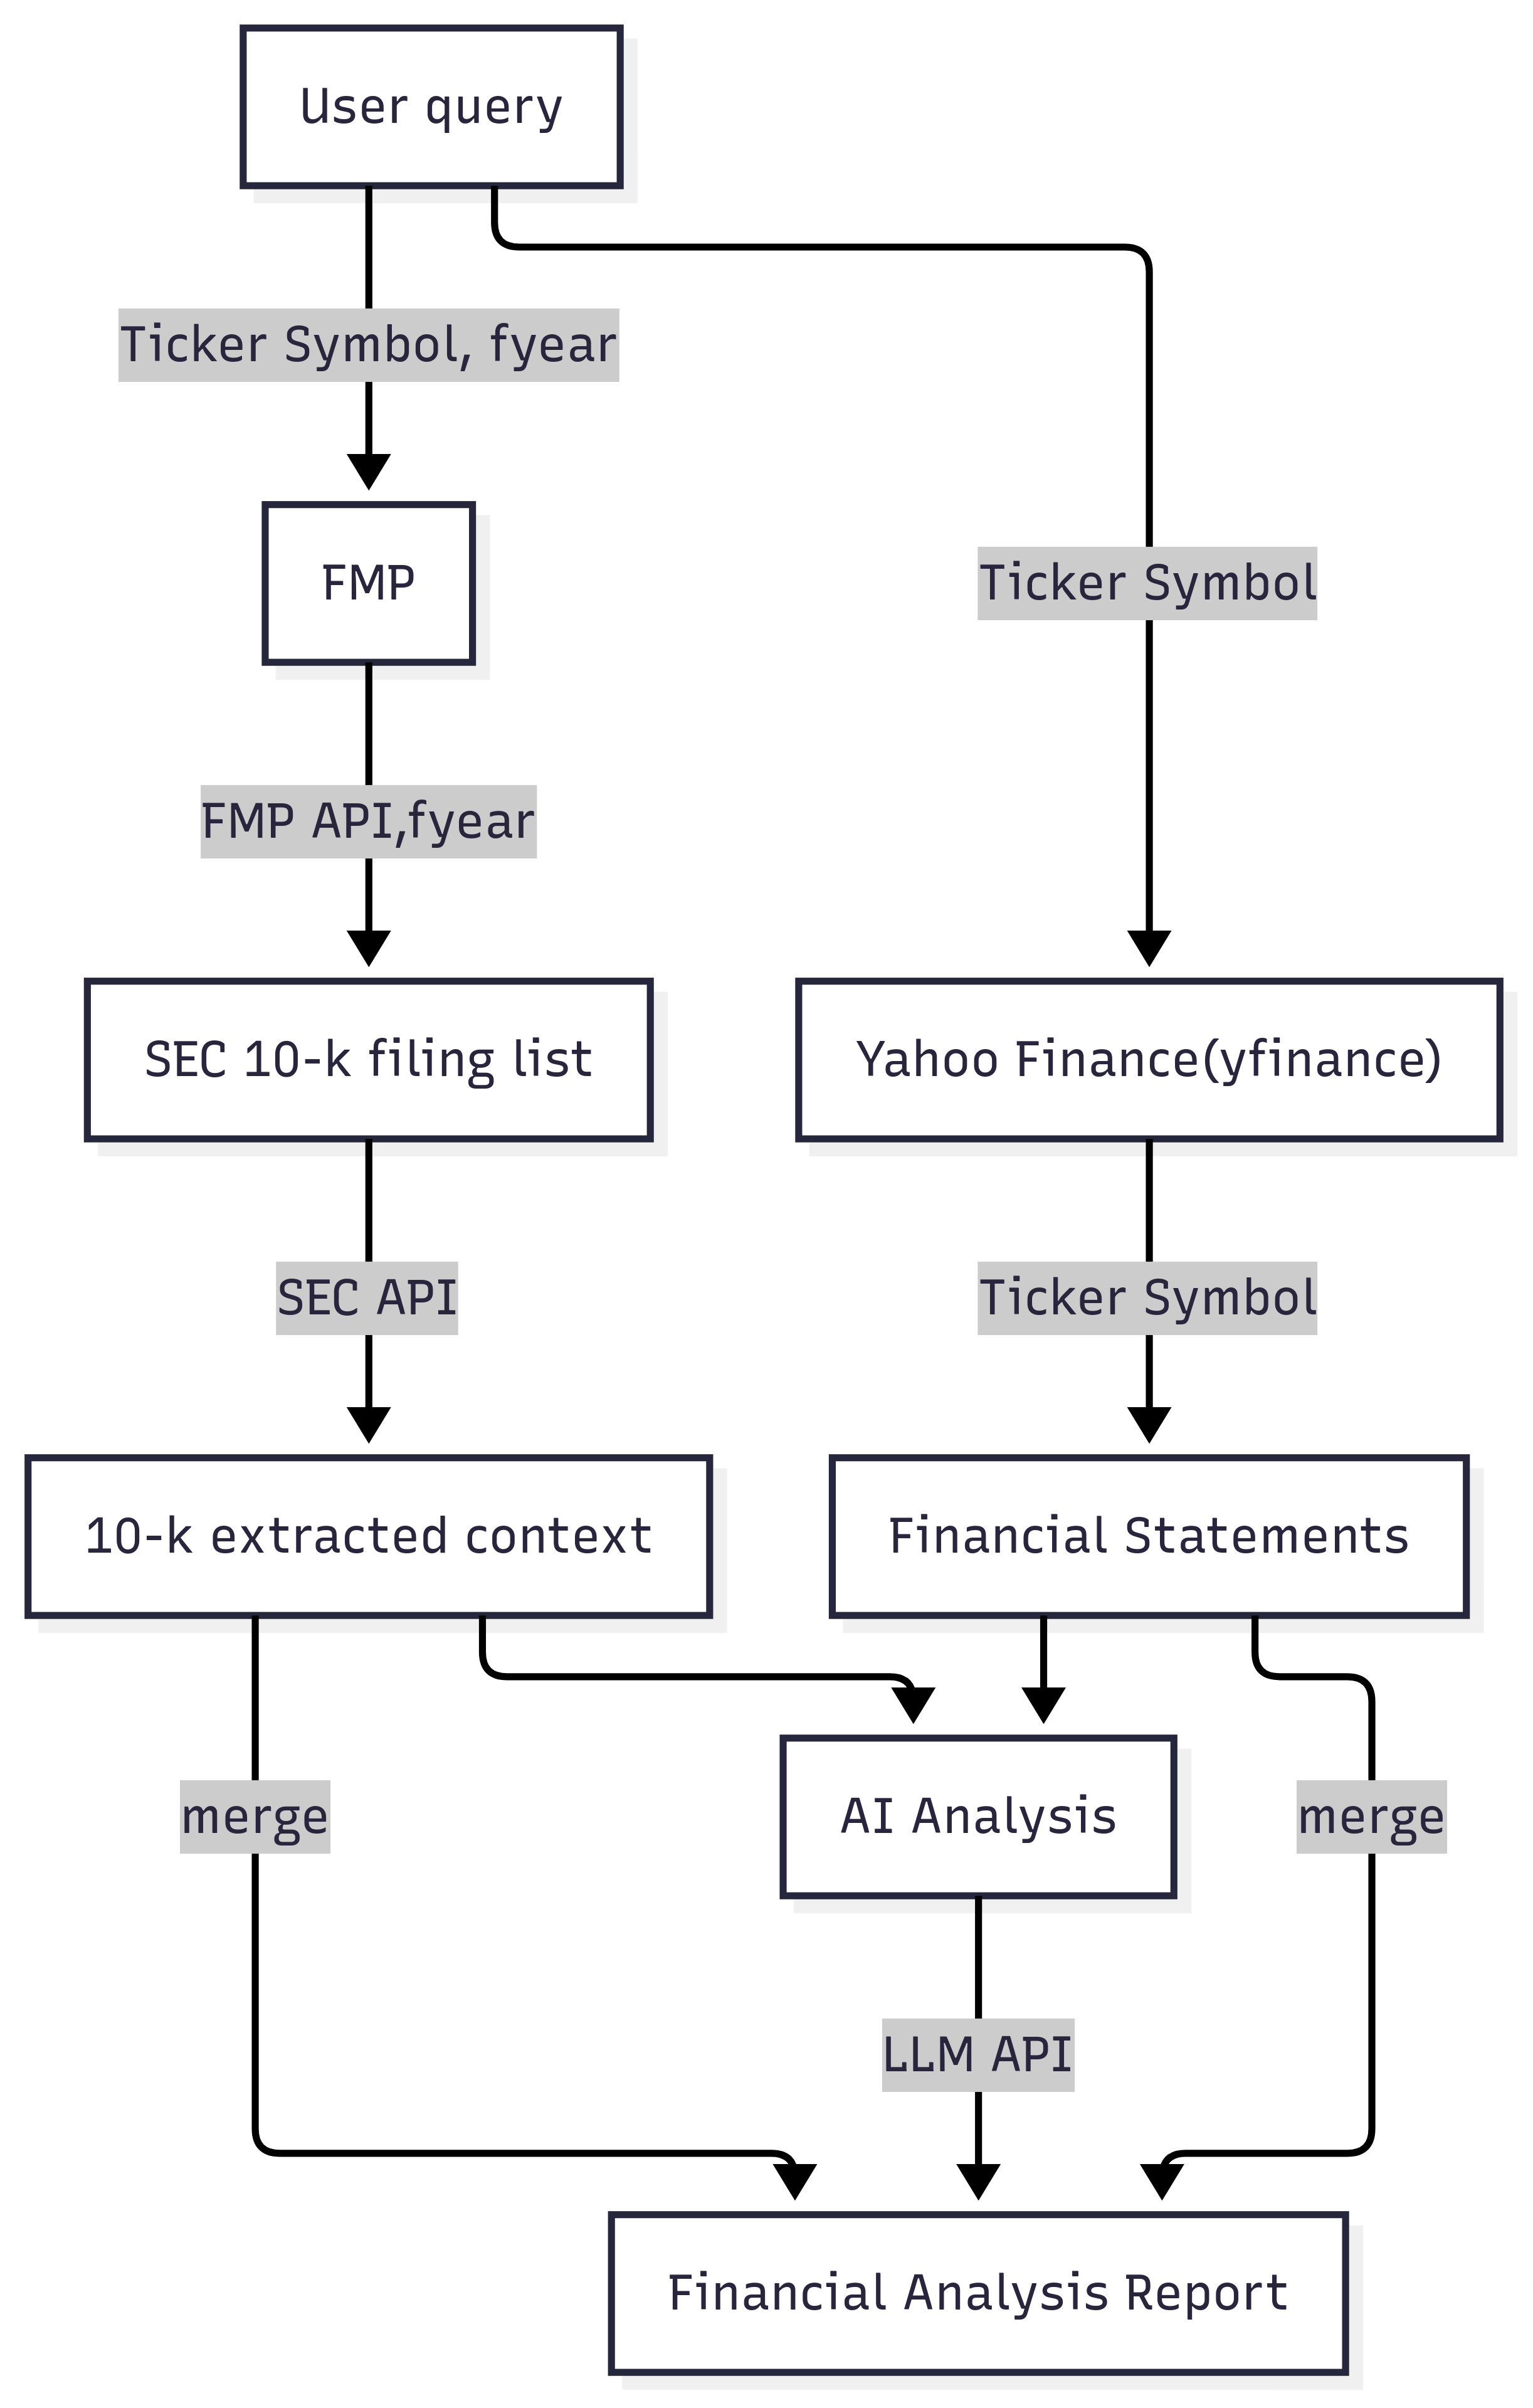 User query
Ticker Symbol, fyear
FMP
Ticker Symbol
FMP API,fyear
SEC 10-k filing list
Yahoo Finance(yfinance)
SEC API
Ticker Symbol
10-k extracted context
Financial Statements
merge
AI Analysis
merge
LLM API
Financial Analysis Report